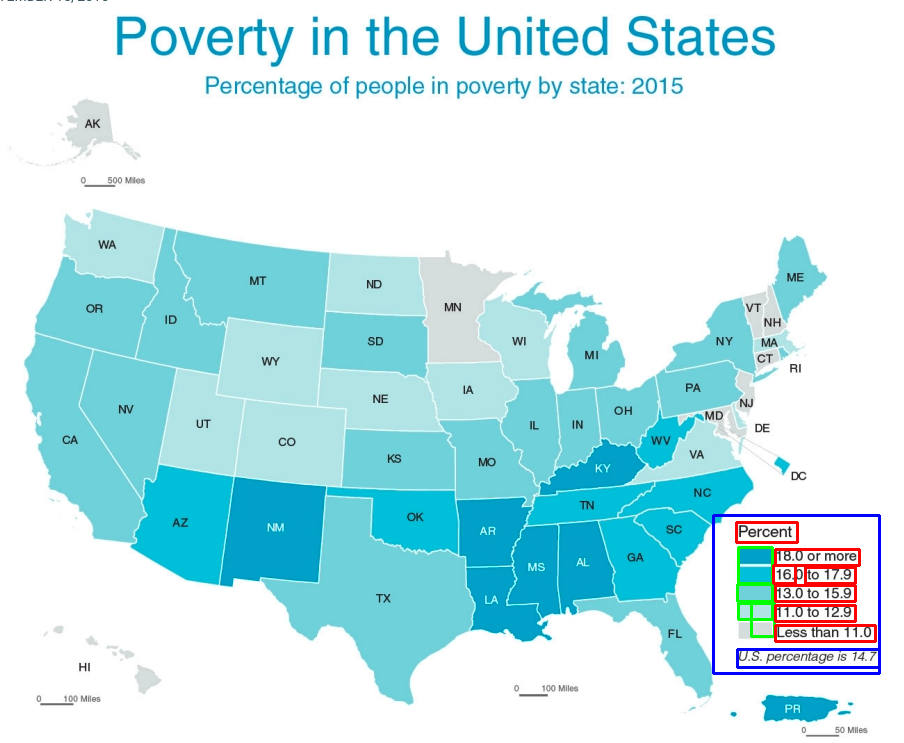 Poverty in the United States
Percentage of people in poverty by state: 2015
AK
0 500 Miles
WA
MT
ND
MN
ME
OR
ID
SD
WI
MI
VT
NH
NY
MA
CT
RI
WY
IA
PA
NJ
NE
OH
MD
DE
NV
UT
CO
IL
IN
WV
VA
DC
CA
KS
MO
KY
AZ
NM
OK
AR
TN
NC
SC
GA
MS
AL
LA
TX
FL
Percent
18.0 or more
16.0 to 17.9
13.0 to 15.9
11.0 to 12.9
Less than 11.0
U.S. percentage is 14.7
HI
0 100 Miles
0 100 Miles
PR
0 50 Miles